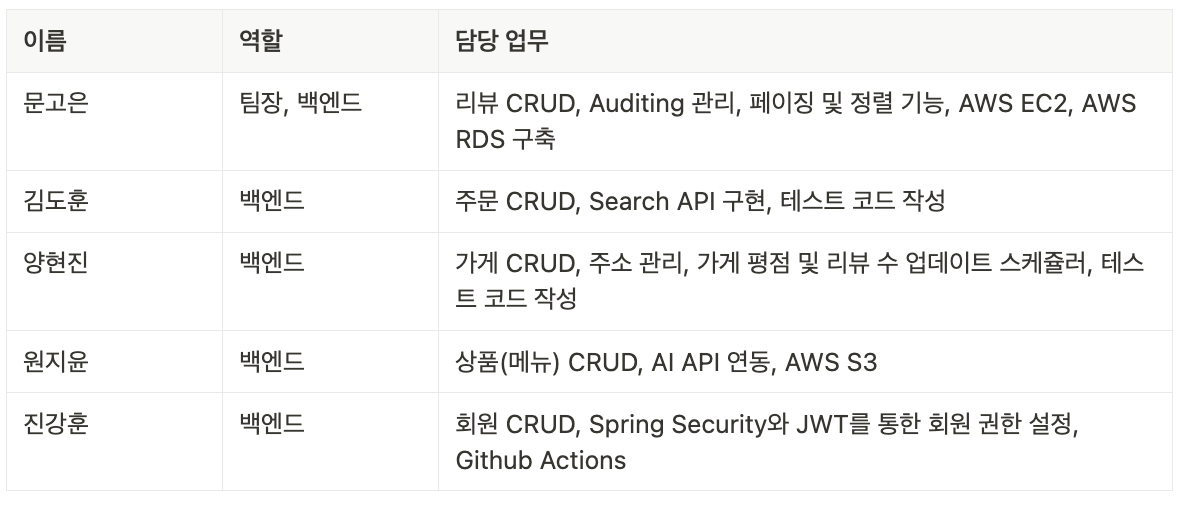 이름 역할 담당 업무
문고은 팀장, 백엔드 리뷰 CRUD, Auditing 관리, 페이징 및 정렬 기능, AWS EC2, AWS
RDS 구축
김도훈 백엔드 주문 CRUD, Search API 구현, 테스트 코드 작성
양현진 백엔드 가게 CRUD, 주소 관리, 가게 평점 및 리뷰 수 업데이트 스케쥴러, 테스
트 코드 작성
원지윤 백엔드 상품(메뉴) CRUD, AI API 연동, AWS S3
진강훈 백엔드 회원 CRUD, Spring Security와 JWT를 통한 회원 권한 설정,
Github Actions